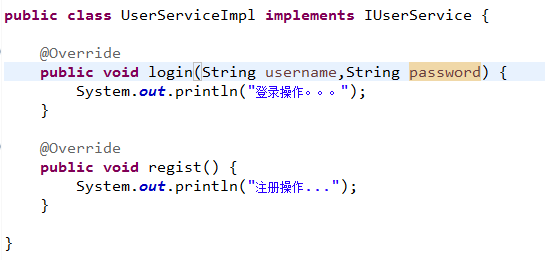 public class UserServiceImpl implements IUserService {
@Override
public void login(String username,String password) {
System.out.println("登录操作。。。");
}
@Override
public void regist() {
System.out.println("注册操作...");
}
}